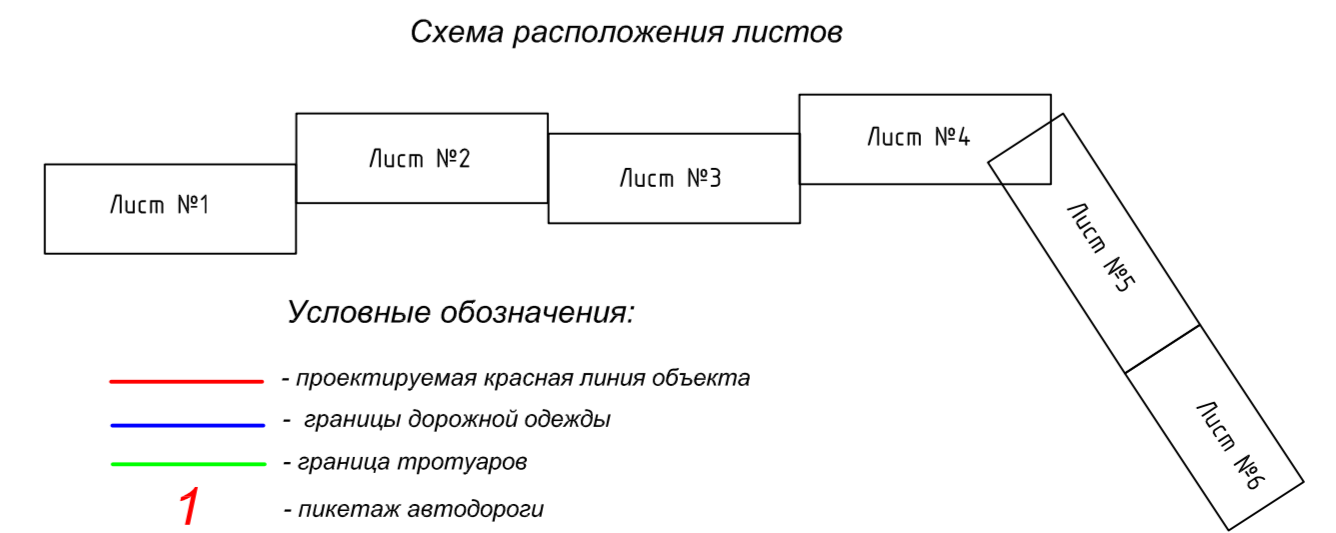 Схема расположения листов
Лист №1
Лист №2
Лист №3
Лист №4
Лист №5
Лист №6
Условные обозначения:
- проектируемая красная линия объекта
- границы дорожной одежды
- граница тротуаров
1 - пикетаж автодороги